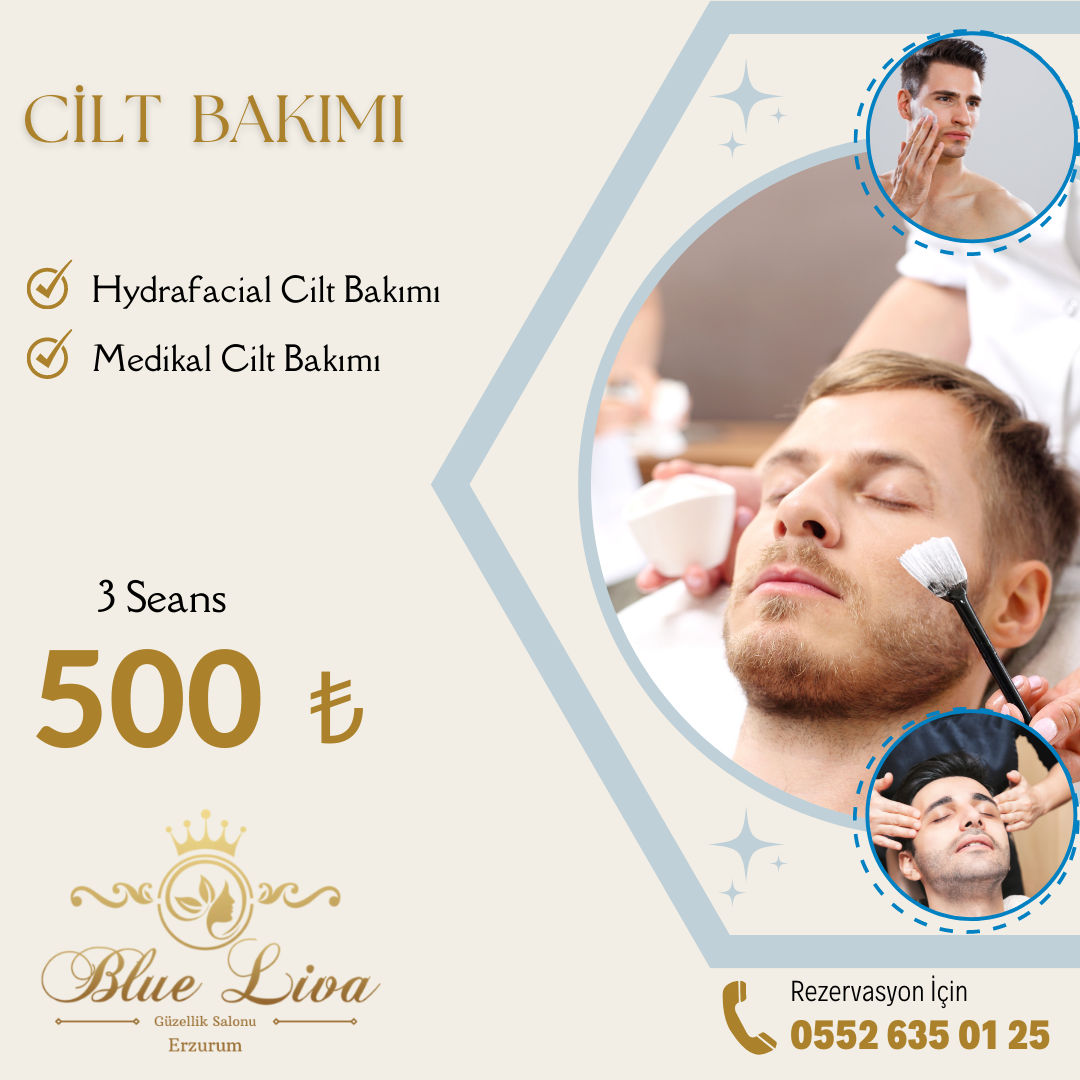 CİLT BAKIMI
Hydrafacial Cilt Bakımı
Medikal Cilt Bakımı
3 Seans
500 ₺
Blue Liva
Güzellik Salonu
Erzurum
Rezervasyon İçin
0552 635 01 25